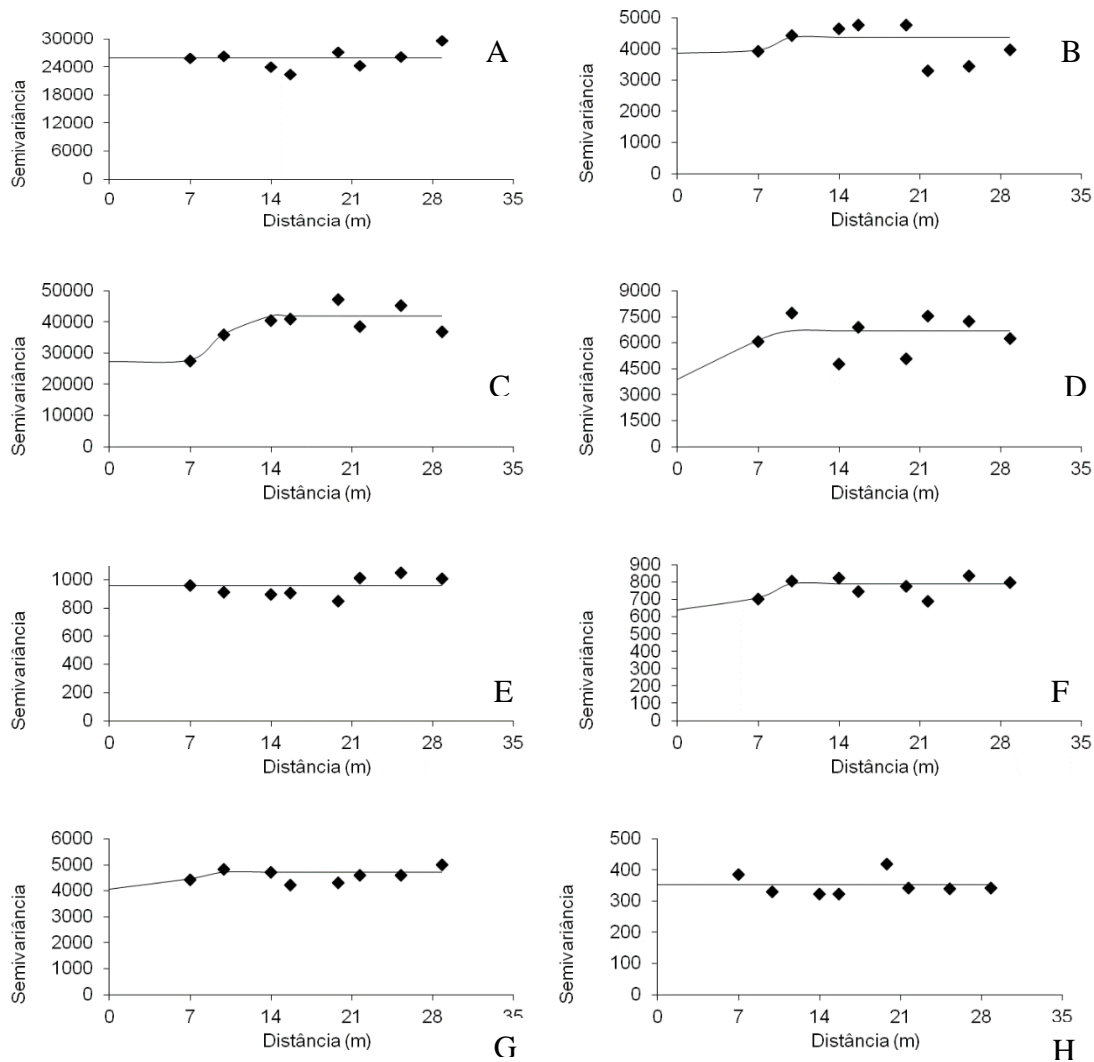 Semivariância
30000
24000
18000
12000
6000
0
0 7 14 21 28 35
Distância (m)
A
Semivariância
5000
4000
3000
2000
1000
0
0 7 14 21 28 35
Distância (m)
B
Semivariância
50000
40000
30000
20000
10000
0
0 7 14 21 28 35
Distância (m)
C
Semivariância
9000
7500
6000
4500
3000
1500
0
0 7 14 21 28 35
Distância (m)
D
Semivariância
1000
800
600
400
200
0
0 7 14 21 28 35
Distância (m)
E
Semivariância
900
800
700
600
500
400
300
200
100
0
0 7 14 21 28 35
Distância (m)
F
Semivariância
6000
5000
4000
3000
2000
1000
0
0 7 14 21 28 35
Distância (m)
G
Semivariância
500
400
300
200
100
0
0 7 14 21 28 35
Distância (m)
H